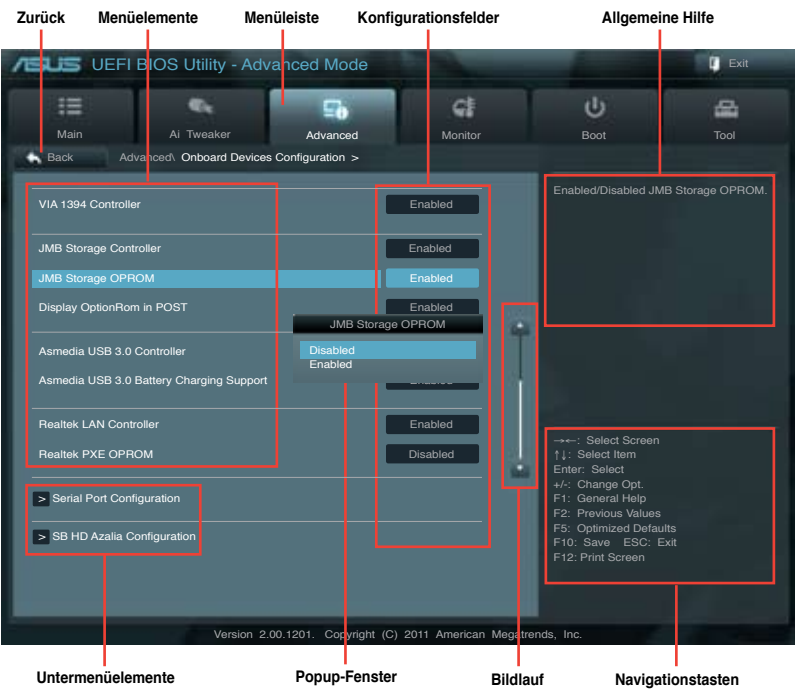 Zurück Menüelemente Menüleiste Konfigurationsfelder Allgemeine Hilfe
ASUS UEFI BIOS Utility - Advanced Mode Exit
Main Ai Tweaker Advanced Monitor Boot Tool
Back Advanced\ Onboard Devices Configuration >
Enabled/Disabled JMB Storage OPROM.
VIA 1394 Controller Enabled
JMB Storage Controller Enabled
JMB Storage OPROM Enabled
Display OptionRom in POST Enabled
JMB Storage OPROM
Disabled
Enabled
Asmedia USB 3.0 Controller
Asmedia USB 3.0 Battery Charging Support Enabled
Realtek LAN Controller Enabled
Realtek PXE OPROM Disabled
> Serial Port Configuration
> SB HD Azalia Configuration
→←: Select Screen
↑↓: Select Item
Enter: Select
+/-: Change Opt.
F1: General Help
F2: Previous Values
F5: Optimized Defaults
F10: Save ESC: Exit
F12: Print Screen
Version 2.00.1201. Copyright (C) 2011 American Megatrends, Inc.
Untermenüelemente Popup-Fenster Bildlauf Navigationstasten